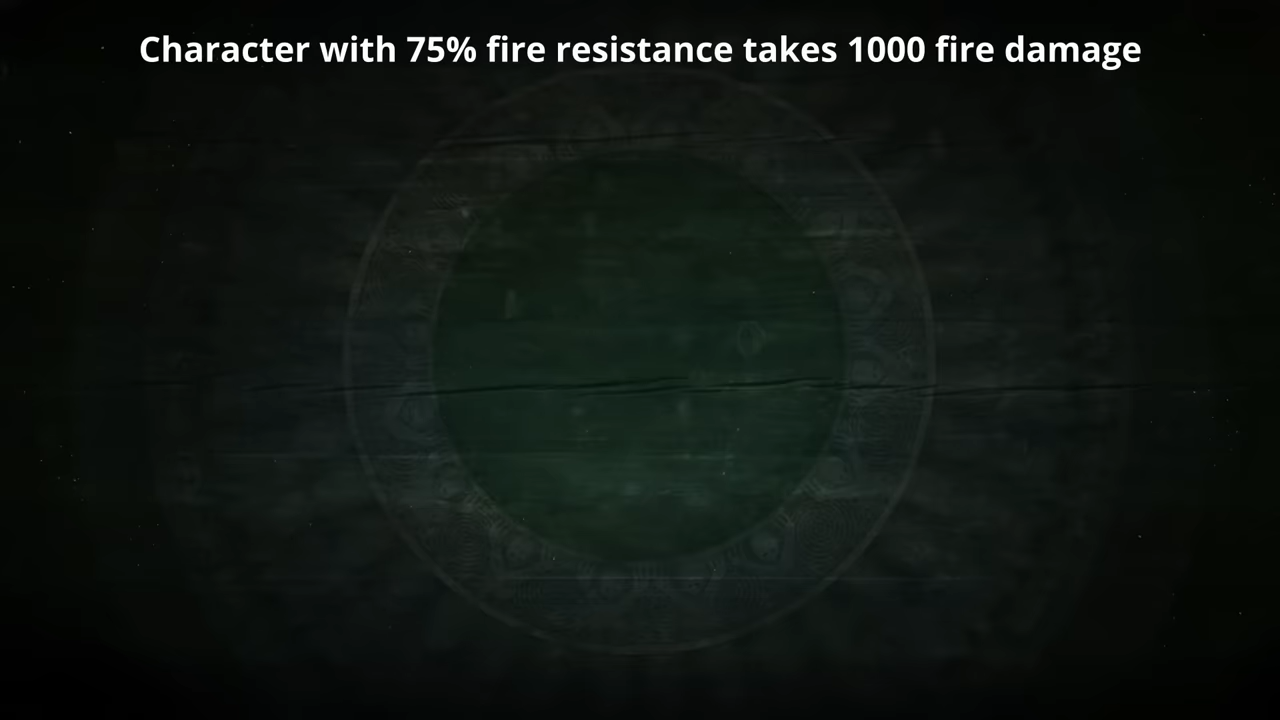 Character with 75% fire resistance takes 1000 fire damage